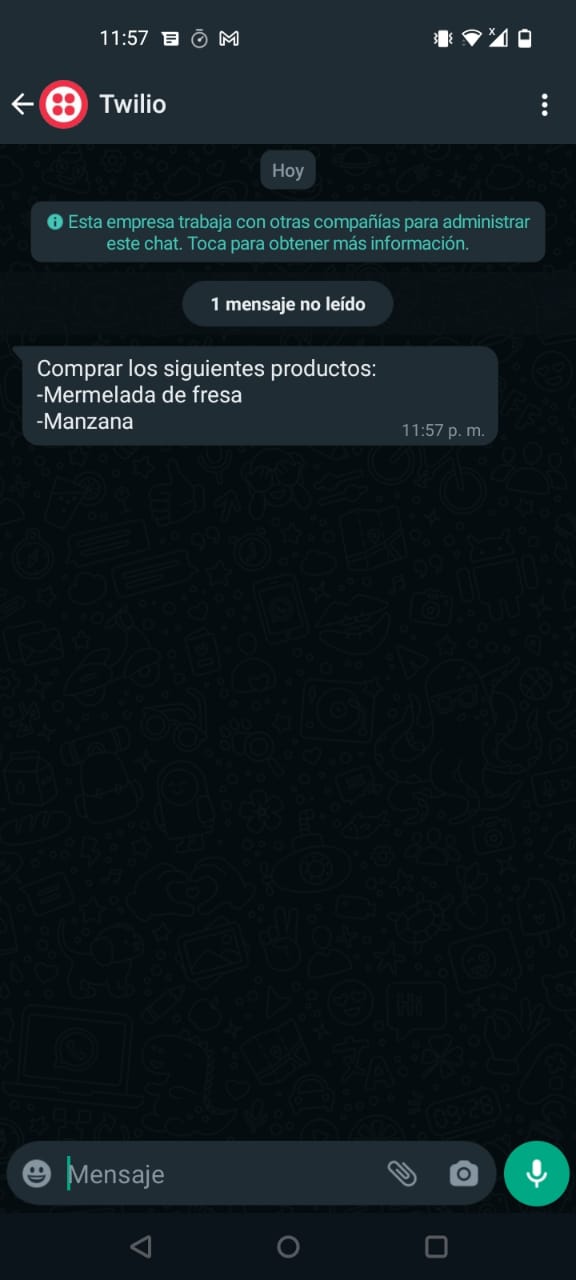 11:57
Twilio
Hoy
Esta empresa trabaja con otras compañías para administrar
este chat. Toca para obtener más información.
1 mensaje no leído
Comprar los siguientes productos:
-Mermelada de fresa
-Manzana
11:57 p. m.
Mensaje